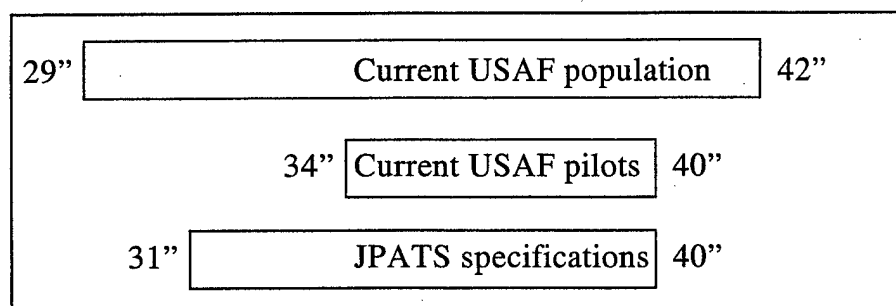 29” Current USAF population 42”
34” Current USAF pilots 40”
31” JPATS specifications 40”